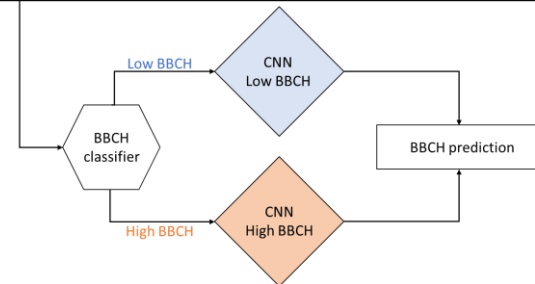 Low BBCH
CNN
Low BBCH
BBCH
classifier
BBCH prediction
High BBCH
CNN
High BBCH